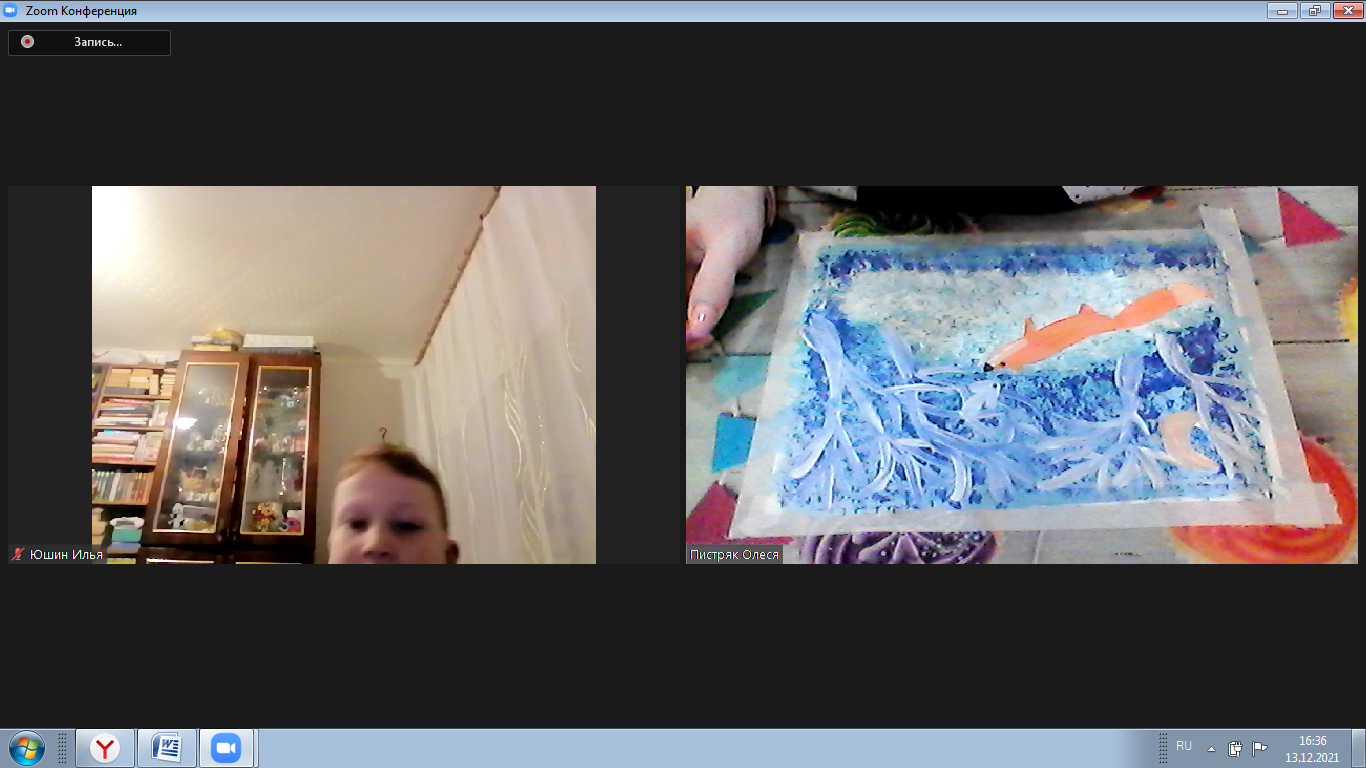 Zoom Конференция
Запись...
Юшин Илья
Пистряк Олеся
RU
16:36
13.12.2021